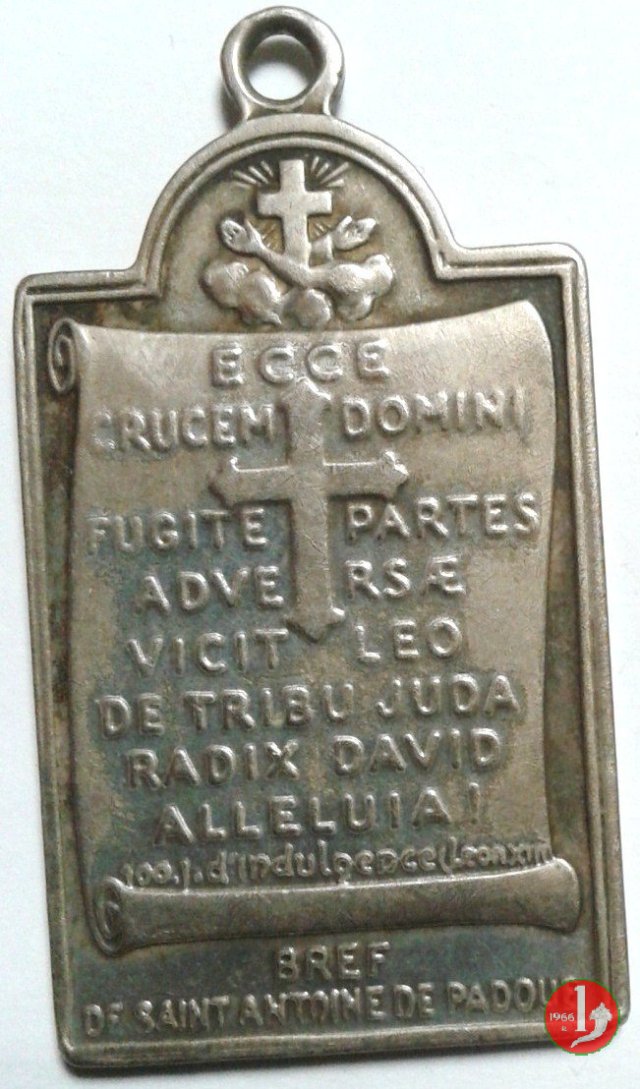 ECCE
CRUCEM DOMINI
FUGITE PARTES
ADVERSÆ
VICIT LEO
DE TRIBU JUDA
RADIX DAVID
ALLELUIA!
100.j. d'Indulgence (Leon XIII
BREF
DE SAINT ANTOINE DE PADOUE
1966